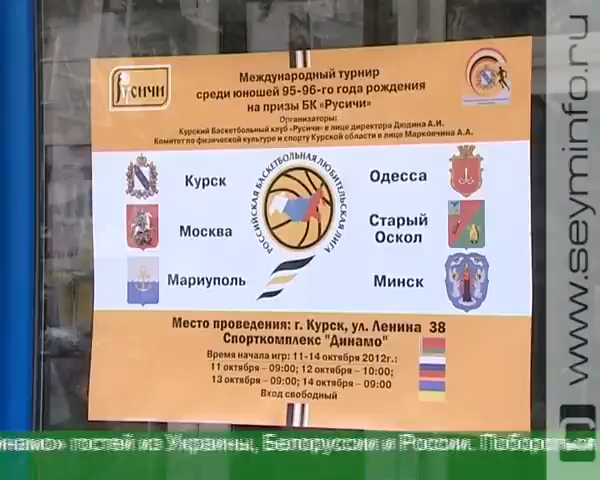 Русичи
Международный турнир
среди юношей 95-96-го года рождения
на призы БК «Русичи»
Организаторы:
Курский Баскетбольный клуб «Русичи» в лице директора Дюдина А.И.
Комитет по физической культуре и спорту Курской области в лице Марковчина А.А.
РОССИЙСКАЯ БАСКЕТБОЛЬНАЯ ЛЮБИТЕЛЬСКАЯ ЛИГА
Курск
Москва
Мариуполь
Одесса
Старый
Оскол
Минск
Место проведения: г. Курск, ул. Ленина 38
Спорткомплекс "Динамо"
Время начала игр: 11-14 октября 2012г.:
11 октября – 09:00; 12 октября – 10:00;
13 октября – 09:00; 14 октября – 09:00
Вход свободный
гостей из Украины, Белоруссии и России.
www.seyminfo.ru